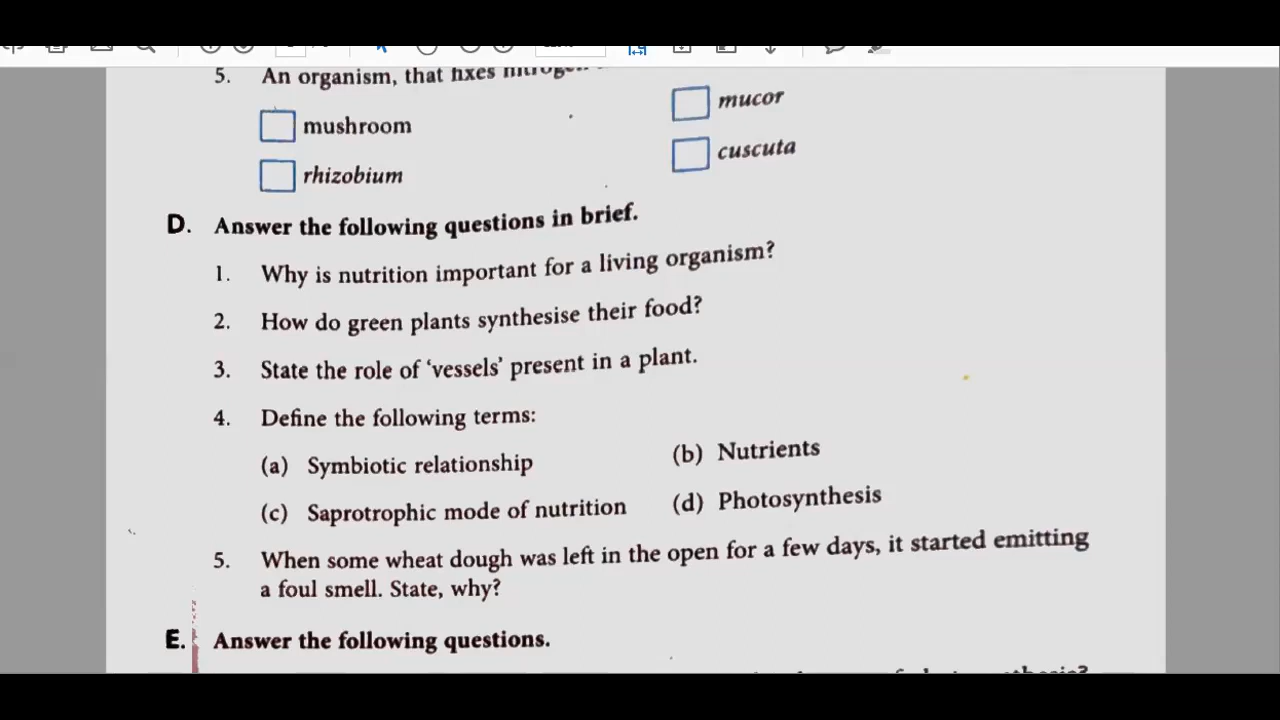 5. An organism, that fixes nitrogen
mushroom
mucor
rhizobium
cuscuta
D. Answer the following questions in brief.
1. Why is nutrition important for a living organism?
2. How do green plants synthesise their food?
3. State the role of ‘vessels’ present in a plant.
4. Define the following terms:
(a) Symbiotic relationship (b) Nutrients
(c) Saprotrophic mode of nutrition (d) Photosynthesis
5. When some wheat dough was left in the open for a few days, it started emitting
a foul smell. State, why?
E. Answer the following questions.